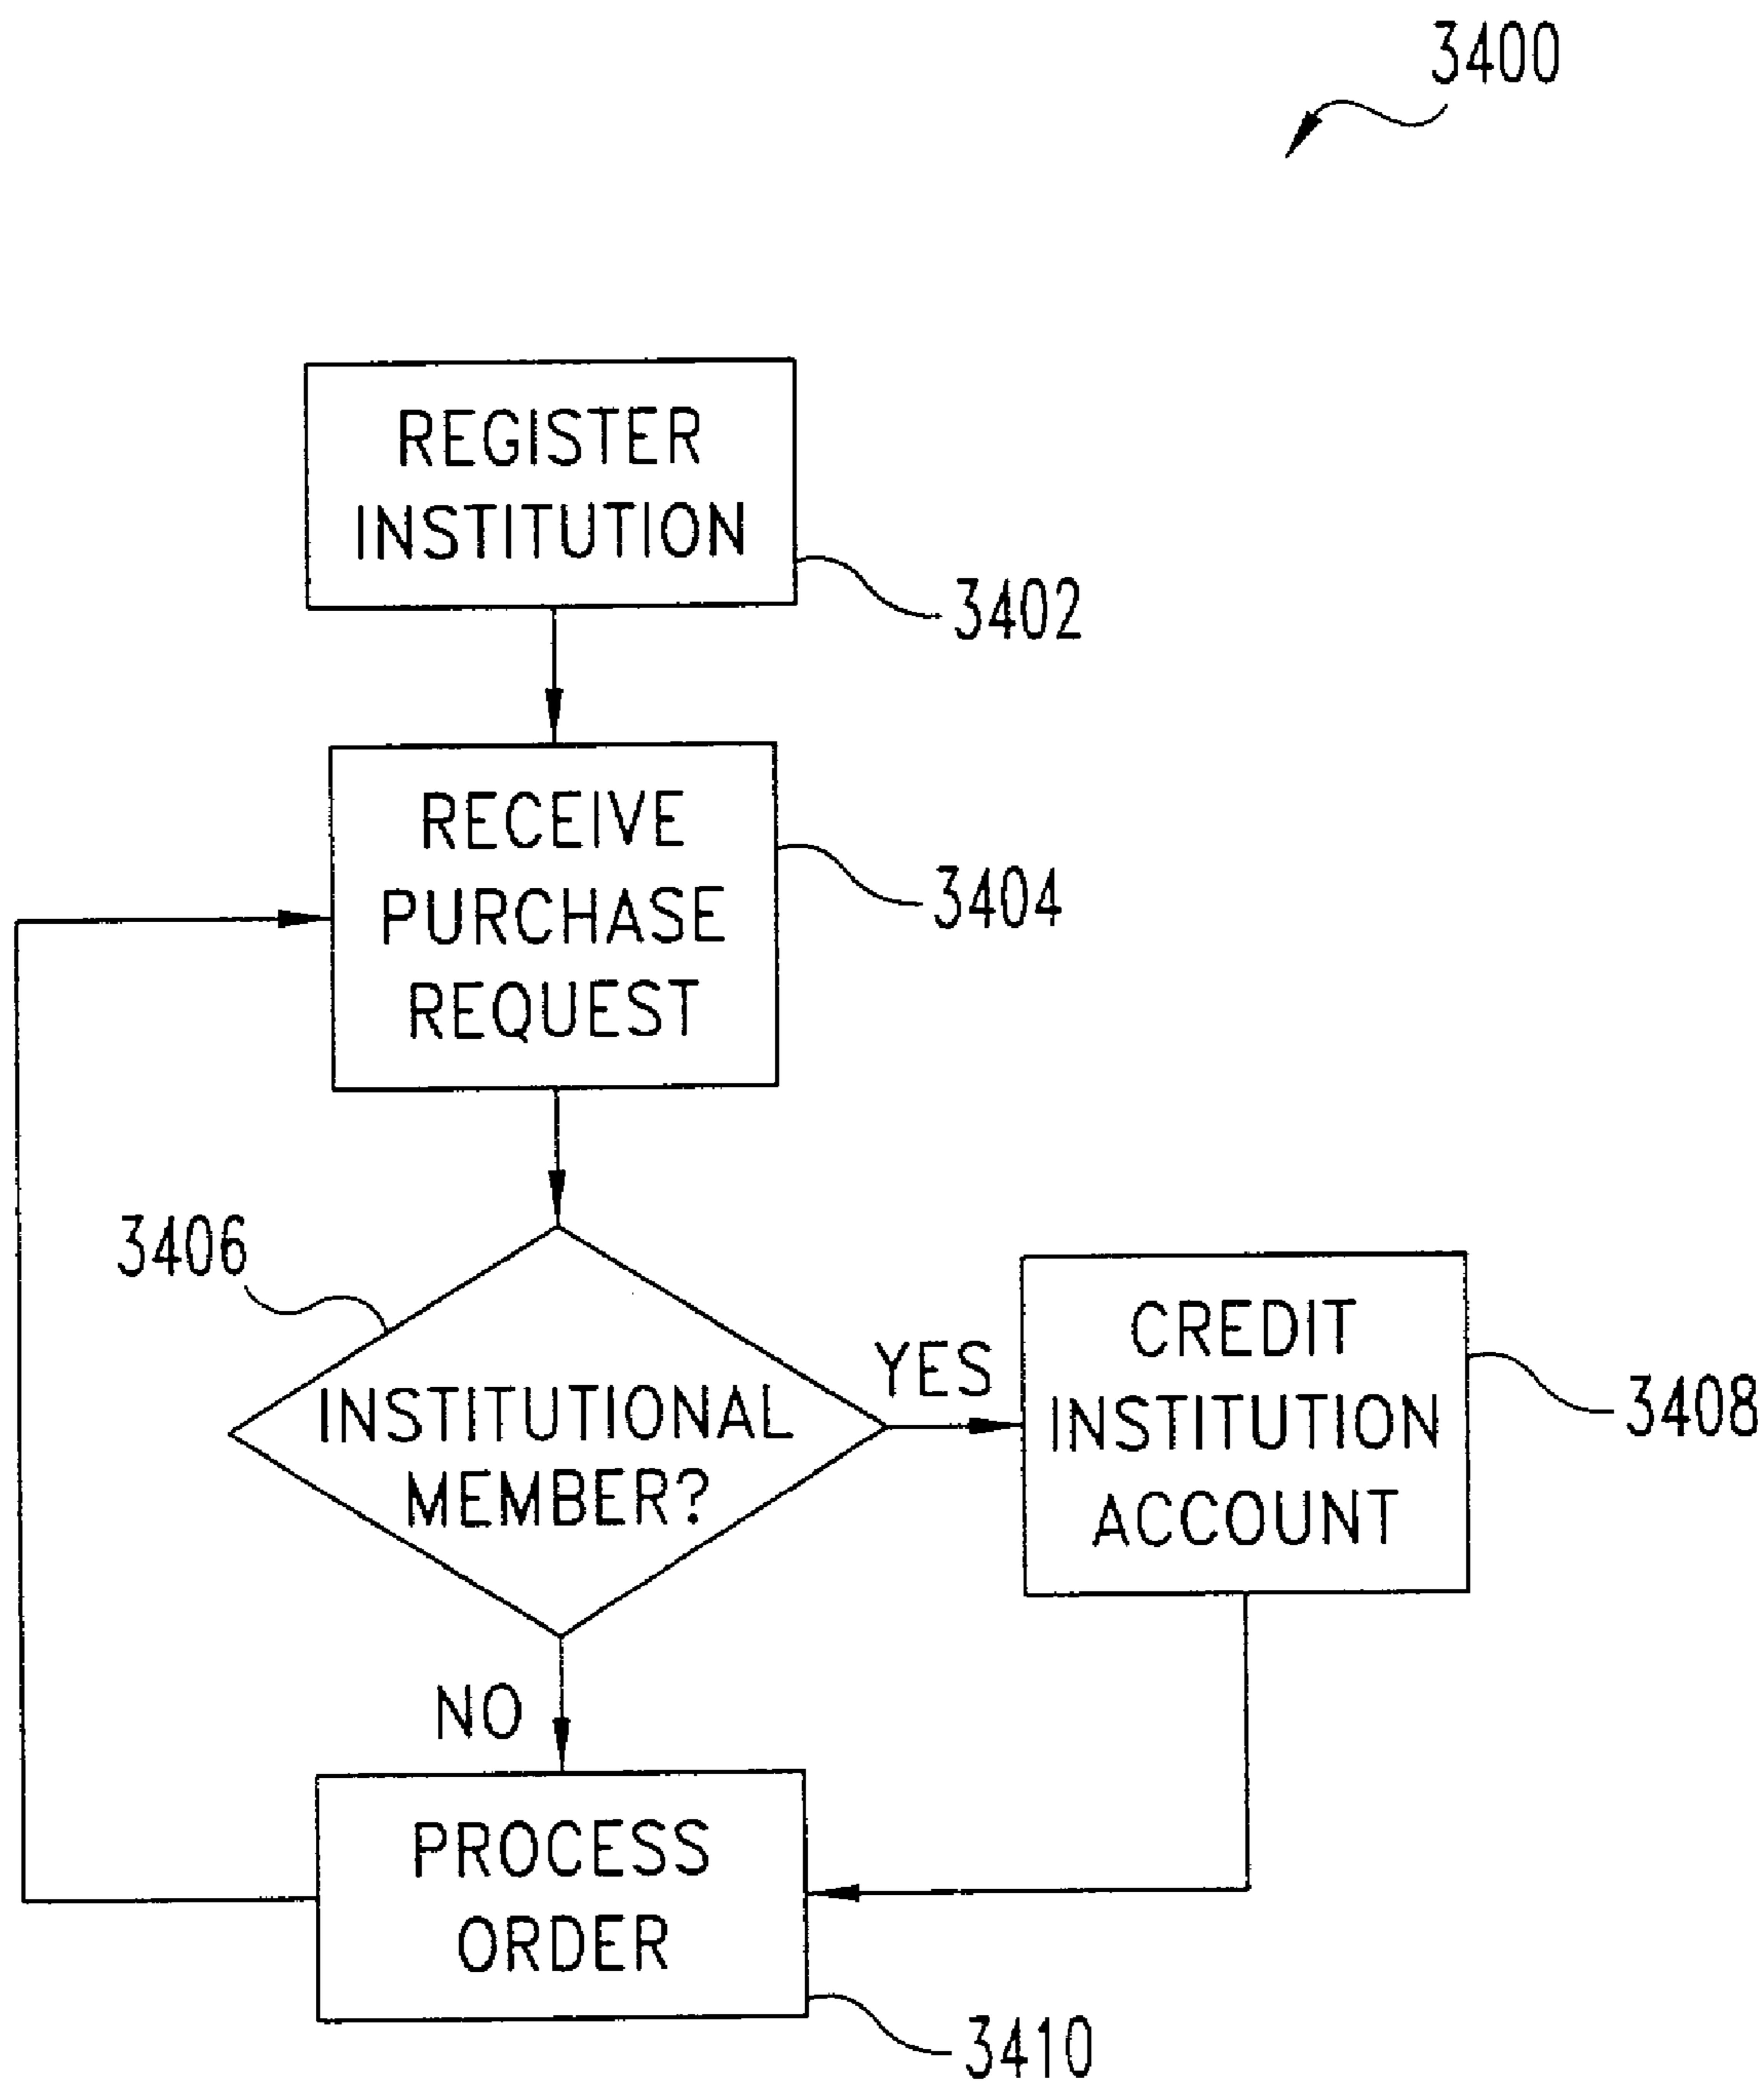 3400
REGISTER
INSTITUTION
3402
RECEIVE
PURCHASE
REQUEST
3404
3406
INSTITUTIONAL
MEMBER?
YES
CREDIT
INSTITUTION
ACCOUNT
3408
NO
PROCESS
ORDER
3410